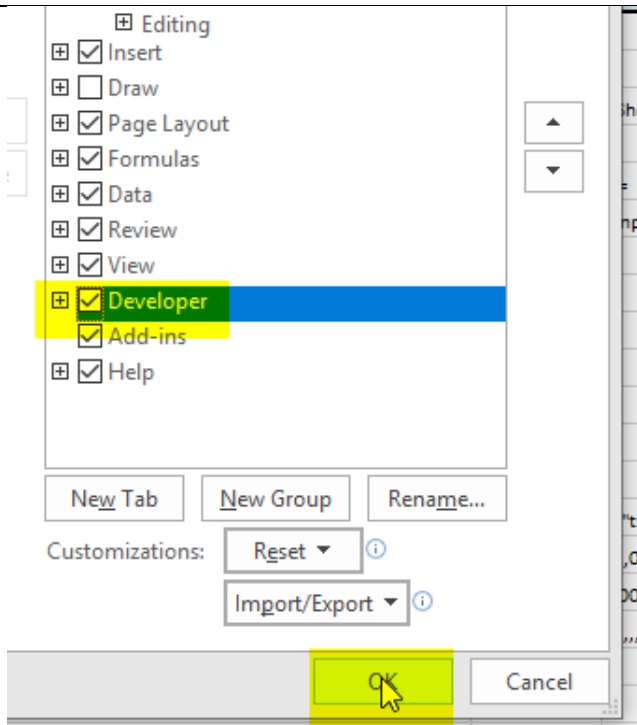 Editing
Insert
Draw
Page Layout
Formulas
Data
Review
View
Developer
Add-ins
Help
New Tab New Group Rename...
Customizations: Reset
Import/Export
OK Cancel